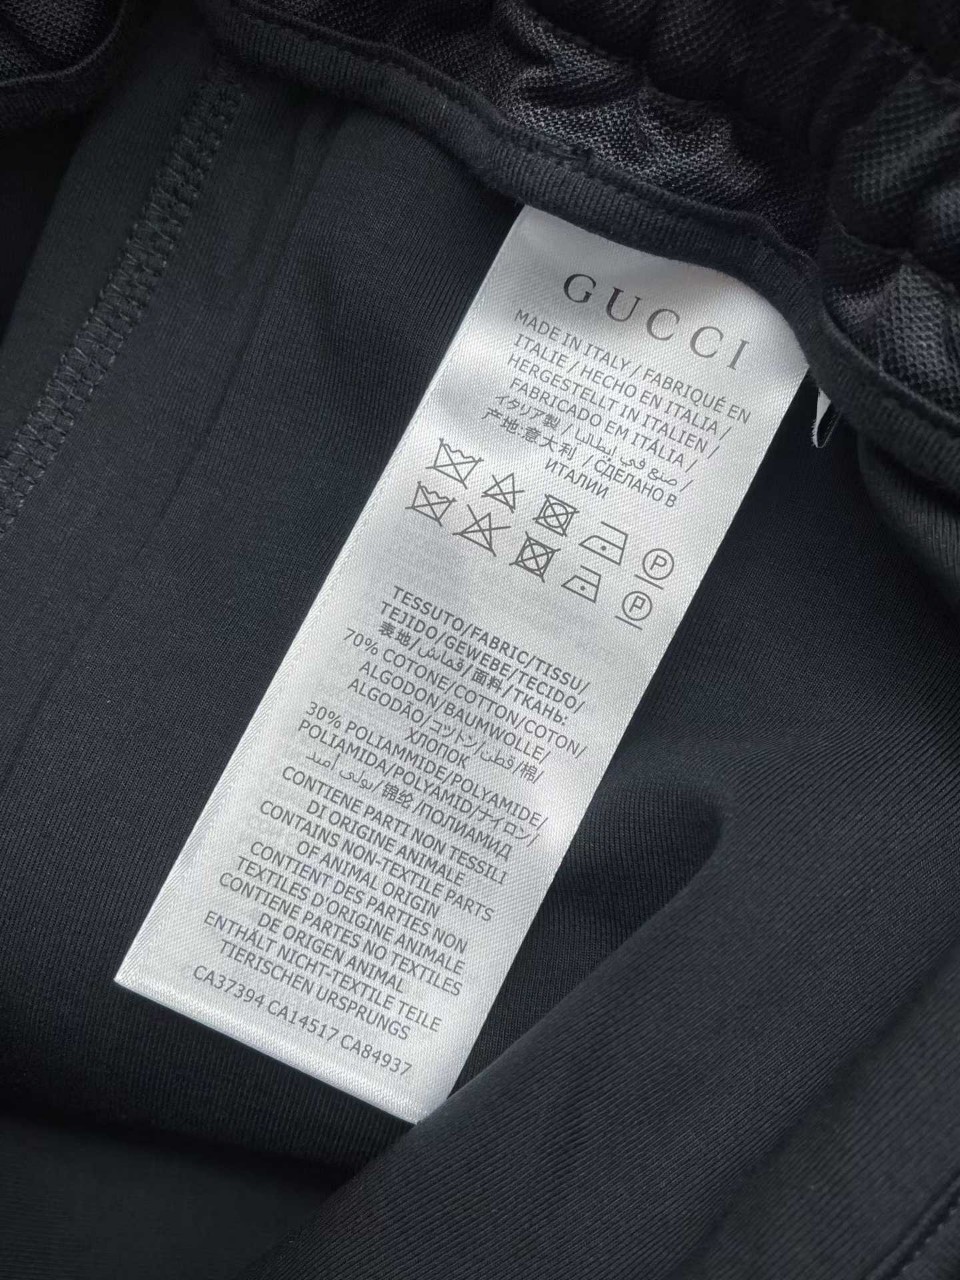 GUCCI
MADE IN ITALY / FABRIQUÉ EN
ITALIE / HECHO EN ITALIA /
HERGESTELLT IN ITALIEN /
FABRICADO EM ITÁLIA /
イタリア製 / صنع في إيطاليا /
产地:意大利 / СДЕЛАНО В
ИТАЛИИ
P
P
TESSUTO/FABRIC/TISSU/
TEJIDO/GEWEBE/TECIDO/
表地/قماش/面料/ТКАНЬ:
70% COTONE/COTTON/COTON/
ALGODON/BAUMWOLLE/
ALGODÃO/コットン/قطن/棉/
ХЛОПОК
30% POLIAMMIDE/POLYAMIDE/
POLIAMIDA/POLYAMID/ナイロン/
بولي أميد/锦纶/ПОЛИАМИД
CONTIENE PARTI NON TESSILI
DI ORIGINE ANIMALE
CONTAINS NON-TEXTILE PARTS
OF ANIMAL ORIGIN
CONTIENT DES PARTIES NON
TEXTILES D'ORIGINE ANIMALE
CONTIENE PARTES NO TEXTILES
DE ORIGEN ANIMAL
ENTHÄLT NICHT-TEXTILE TEILE
TIERISCHEN URSPRUNGS
CA37394 CA14517 CA84937